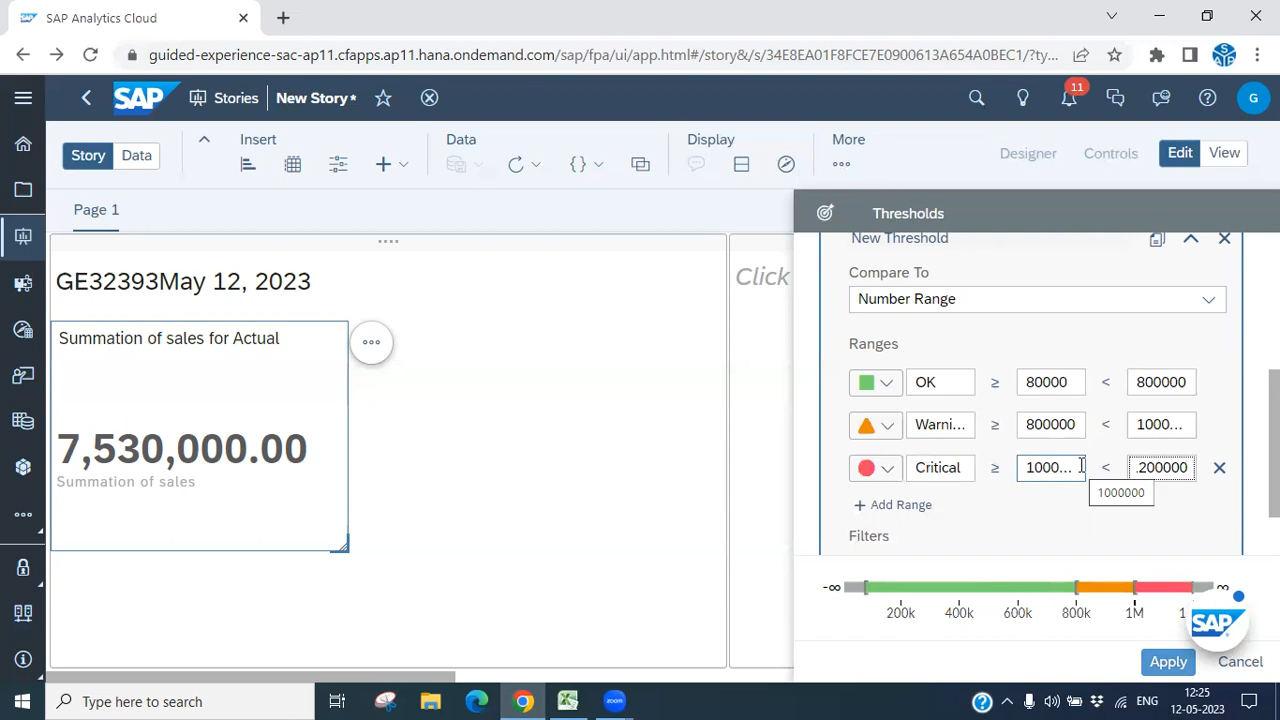 SAP Analytics Cloud
guided-experience-sac-ap11.cfapps.ap11.hana.ondemand.com/sap/fpa/ui/app.html#/story&/s/34E8EA01F8FCE7E0900613A654A0BEC1/?ty...
SAP Stories New Story* 11 G
Story Data Insert Data Display More Designer Controls Edit View
Page 1
Thresholds
New Threshold
Compare To
Number Range
Ranges
OK ≥ 80000 < 800000
Warni... ≥ 800000 < 1000...
Critical ≥ 1000... < .200000
1000000
Add Range
Filters
-∞ ∞
200k 400k 600k 800k 1M 1
SAP
Apply Cancel
GE32393May 12, 2023
Click
Summation of sales for Actual
7,530,000.00
Summation of sales
Type here to search
zoom
ENG
12:25
12-05-2023